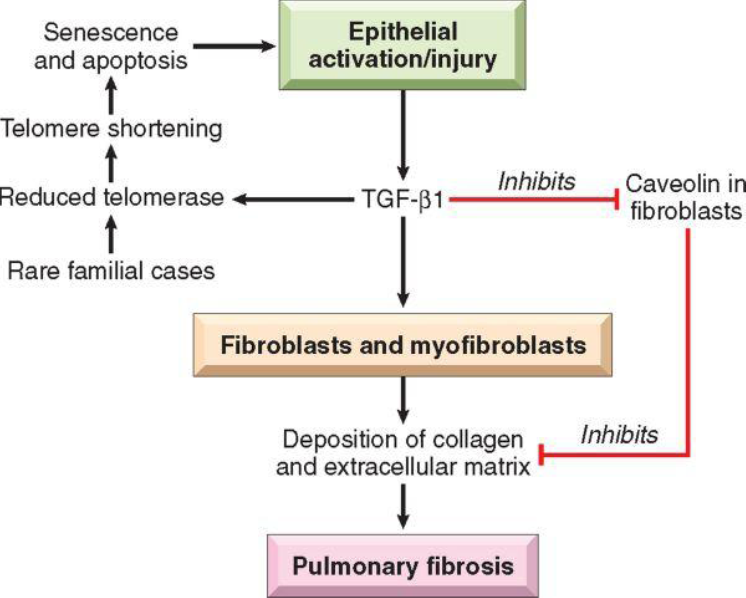 Senescence
and apoptosis
Epithelial
activation/injury
Telomere shortening
Reduced telomerase
TGF-β1
Inhibits
Caveolin in
fibroblasts
Rare familial cases
Fibroblasts and myofibroblasts
Deposition of collagen
and extracellular matrix
Inhibits
Pulmonary fibrosis